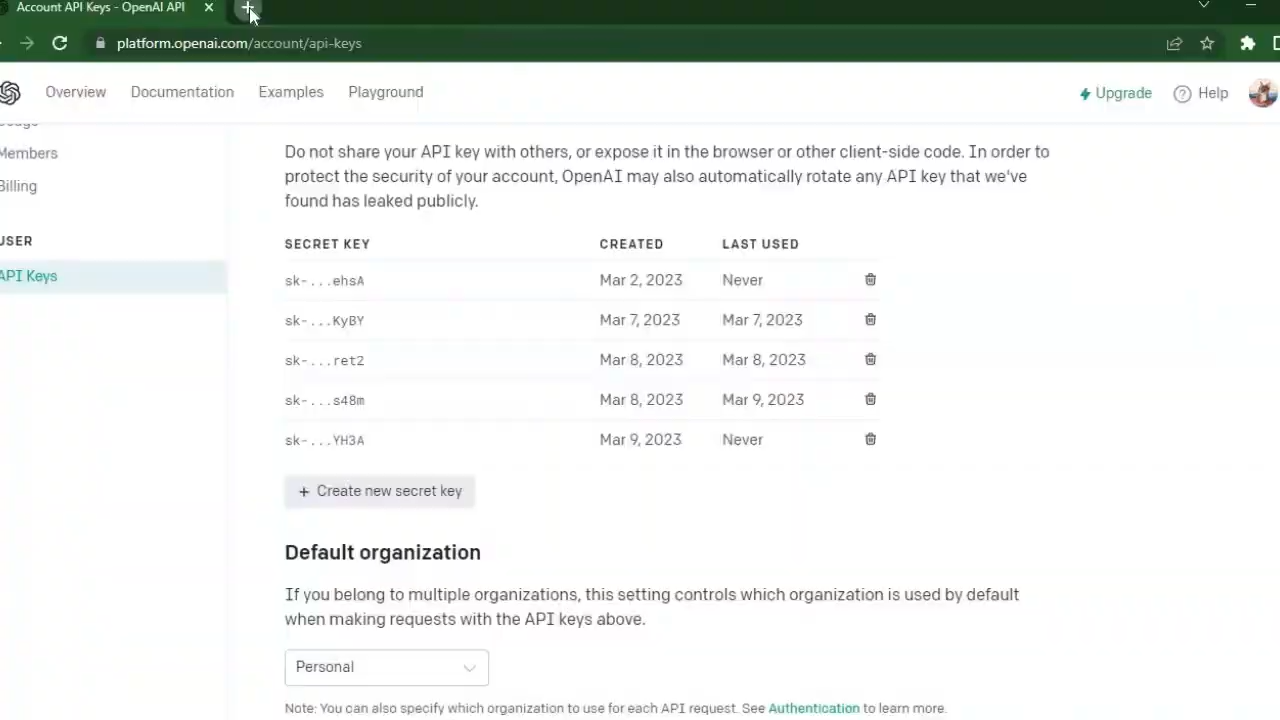 Account API Keys - OpenAI API
platform.openai.com/account/api-keys
Overview Documentation Examples Playground Upgrade Help
Members
Billing
USER
API Keys
Do not share your API key with others, or expose it in the browser or other client-side code. In order to
protect the security of your account, OpenAI may also automatically rotate any API key that we've
found has leaked publicly.
SECRET KEY CREATED LAST USED
sk-...ehsA Mar 2, 2023 Never
sk-...KyBY Mar 7, 2023 Mar 7, 2023
sk-...ret2 Mar 8, 2023 Mar 8, 2023
sk-...s48m Mar 8, 2023 Mar 9, 2023
sk-...YH3A Mar 9, 2023 Never
+ Create new secret key
Default organization
If you belong to multiple organizations, this setting controls which organization is used by default
when making requests with the API keys above.
Personal
Note: You can also specify which organization to use for each API request. See Authentication to learn more.